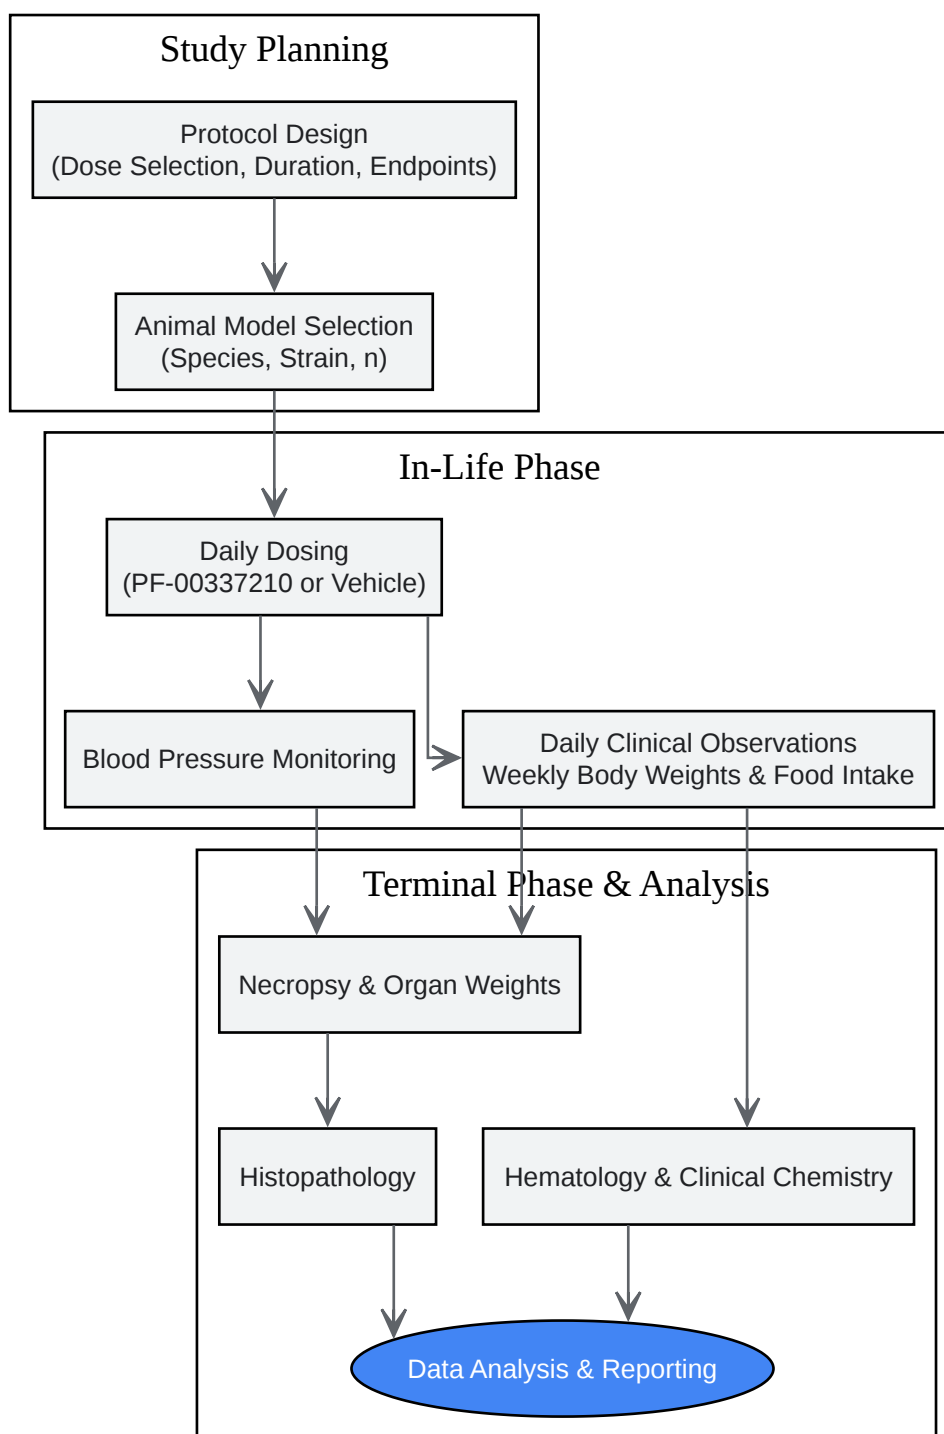 Study Planning
Protocol Design
(Dose Selection, Duration, Endpoints)
Animal Model Selection
(Species, Strain, n)
In-Life Phase
Daily Dosing
(PF-00337210 or Vehicle)
Blood Pressure Monitoring
Daily Clinical Observations
Weekly Body Weights & Food Intake
Terminal Phase & Analysis
Necropsy & Organ Weights
Histopathology
Hematology & Clinical Chemistry
Data Analysis & Reporting